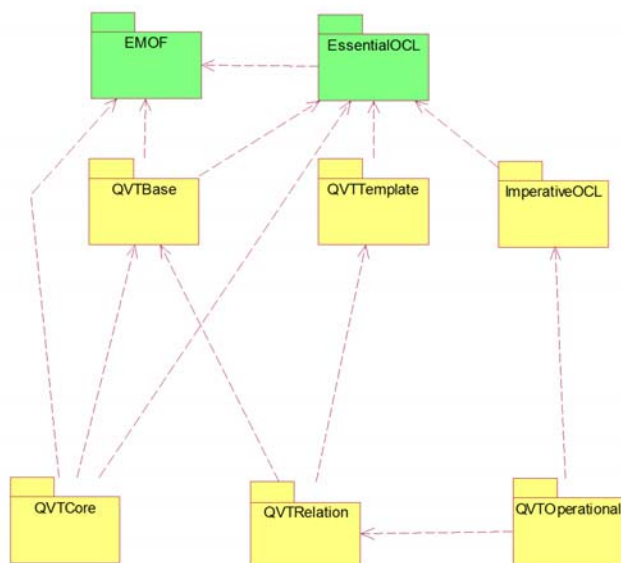 EMOF
EssentialOCL
QVTBase
QVTTemplate
ImperativeOCL
QVTCore
QVTRelation
QVTOperational